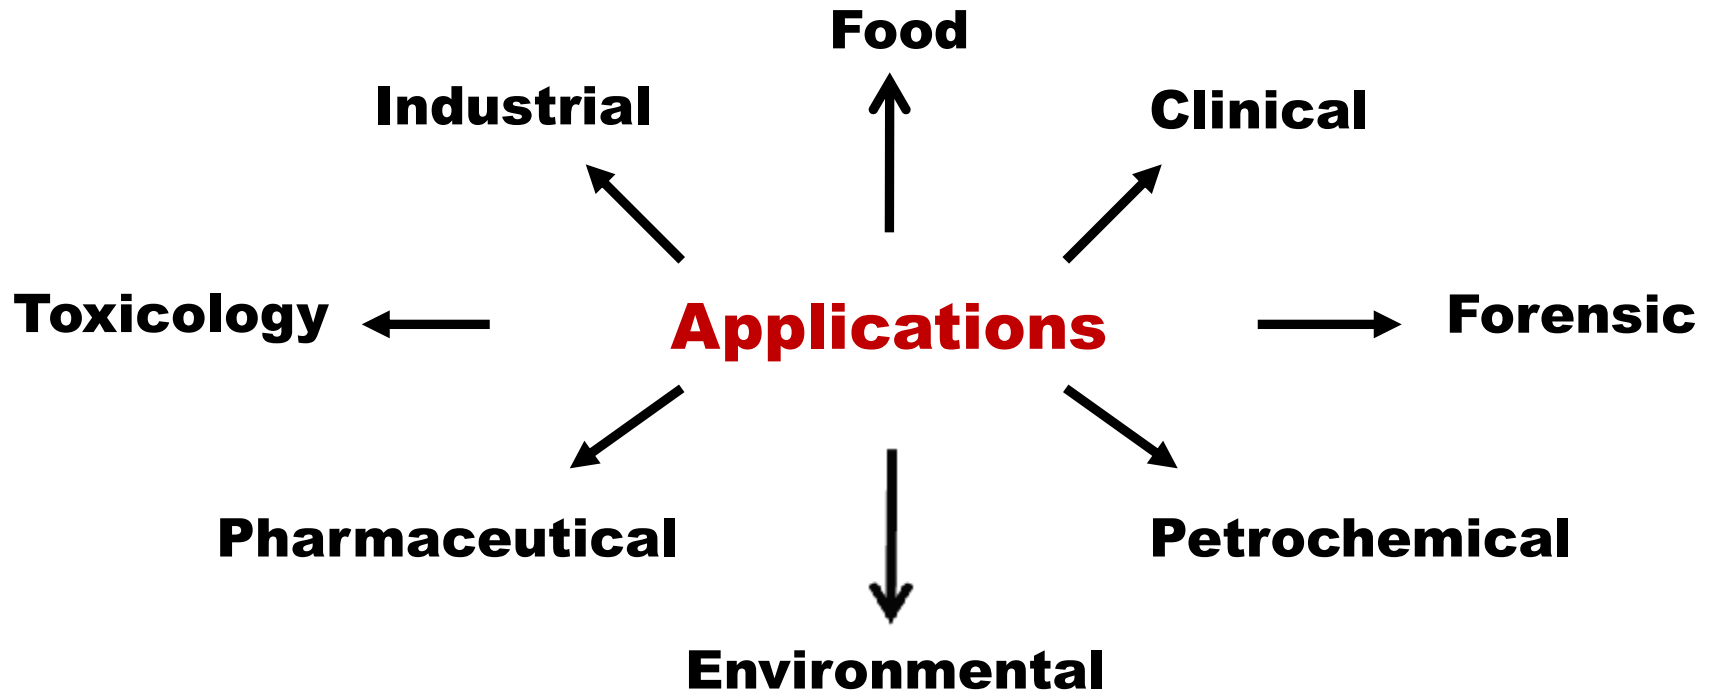 Food
Industrial
Clinical
Toxicology
Applications
Forensic
Pharmaceutical
Petrochemical
Environmental